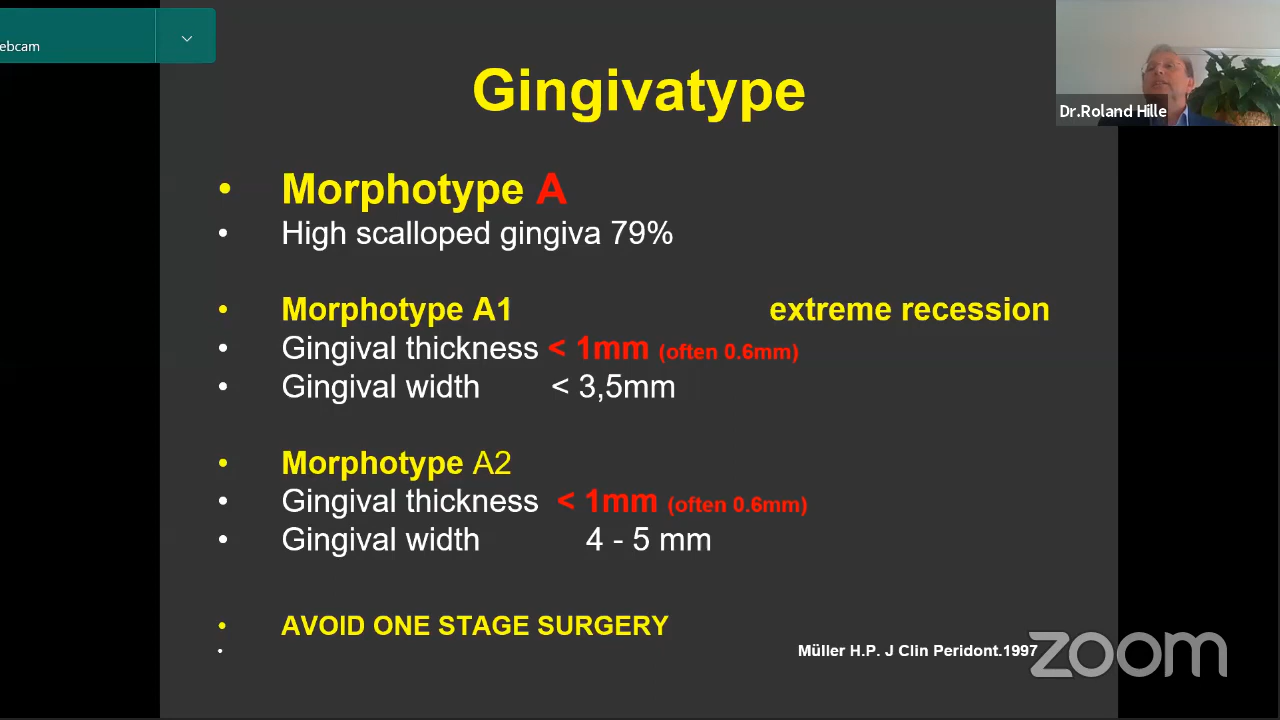 ebcam
Gingivatype
Dr.Roland Hille
• Morphotype A
• High scalloped gingiva 79%
• Morphotype A1 extreme recession
• Gingival thickness < 1mm (often 0.6mm)
• Gingival width < 3,5mm
• Morphotype A2
• Gingival thickness < 1mm (often 0.6mm)
• Gingival width 4 - 5 mm
• AVOID ONE STAGE SURGERY
• Müller H.P. J Clin Peridont.1997
zoom